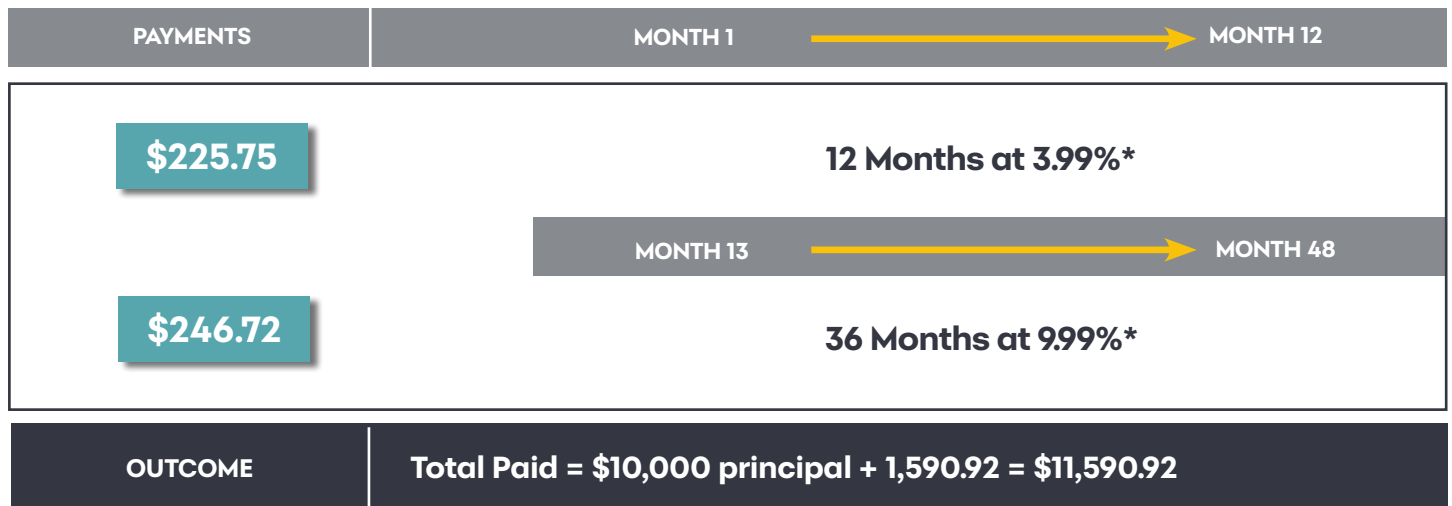 PAYMENTS MONTH 1 MONTH 12
$225.75 12 Months at 3.99%*
MONTH 13 MONTH 48
$246.72 36 Months at 9.99%*
OUTCOME Total Paid = $10,000 principal + 1,590.92 = $11,590.92